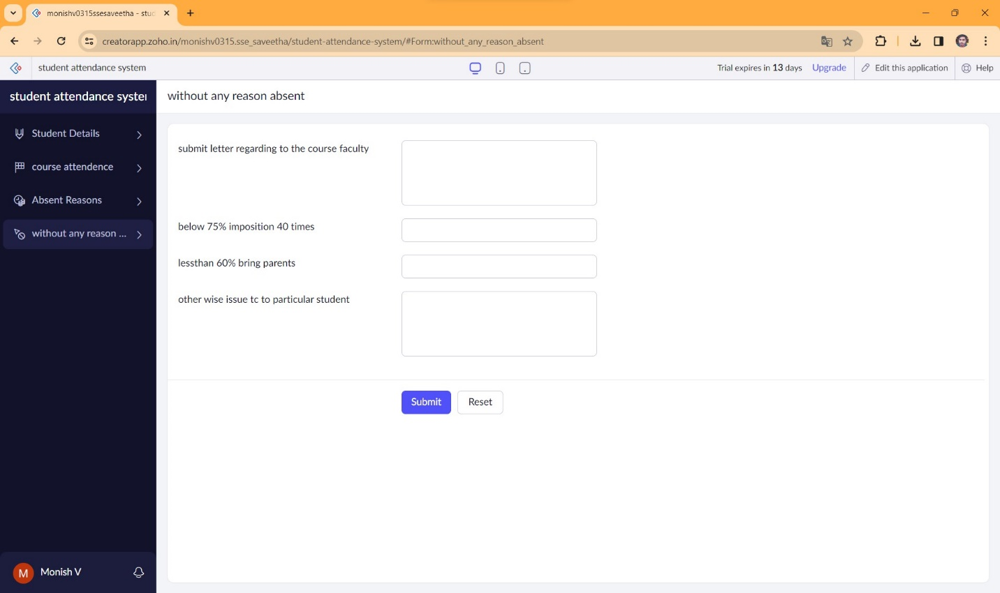 monishv0315ssesaveetha - stud
creatorapp.zoho.in/monishv0315.sse_saveetha/student-attendance-system/#Form:without_any_reason_absent
student attendance system
Trial expires in 13 days Upgrade Edit this application Help
student attendance syster
without any reason absent
Student Details
course attendence
Absent Reasons
without any reason ...
submit letter regarding to the course faculty
below 75% imposition 40 times
lessthan 60% bring parents
other wise issue tc to particular student
Submit Reset
M Monish V